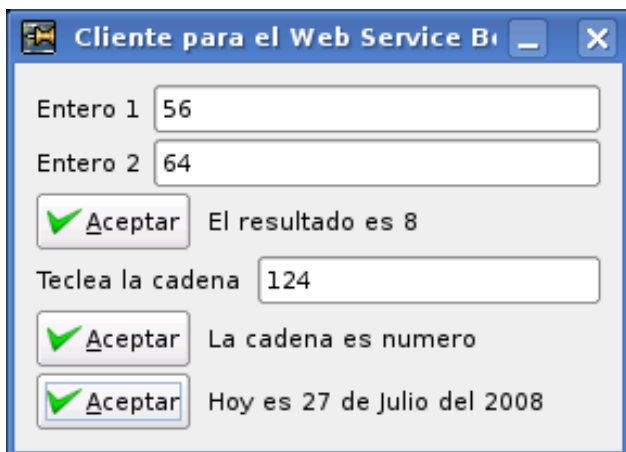 Cliente para el Web Service
Entero 1 56
Entero 2 64
Aceptar El resultado es 8
Teclea la cadena 124
Aceptar La cadena es numero
Aceptar Hoy es 27 de Julio del 2008